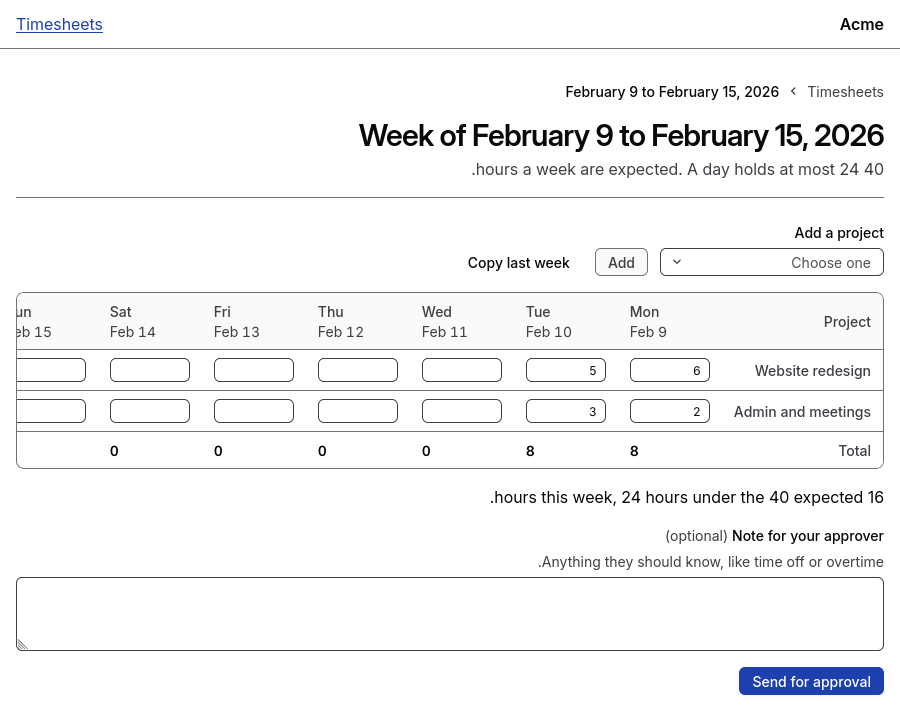 Acme
Timesheets
Timesheets › February 9 to February 15, 2026
Week of February 9 to February 15, 2026
40 hours a week are expected. A day holds at most 24.
Add a project
Choose one Add Copy last week
Project
Mon Tue Wed Thu Fri Sat
Feb 9 Feb 10 Feb 11 Feb 12 Feb 13 Feb 14 15
Website redesign 6 5
Admin and meetings 2 3
Total 8 8 0 0 0 0
16 hours this week, 24 hours under the 40 expected.
Note for your approver (optional)
Anything they should know, like time off or overtime.
Send for approval